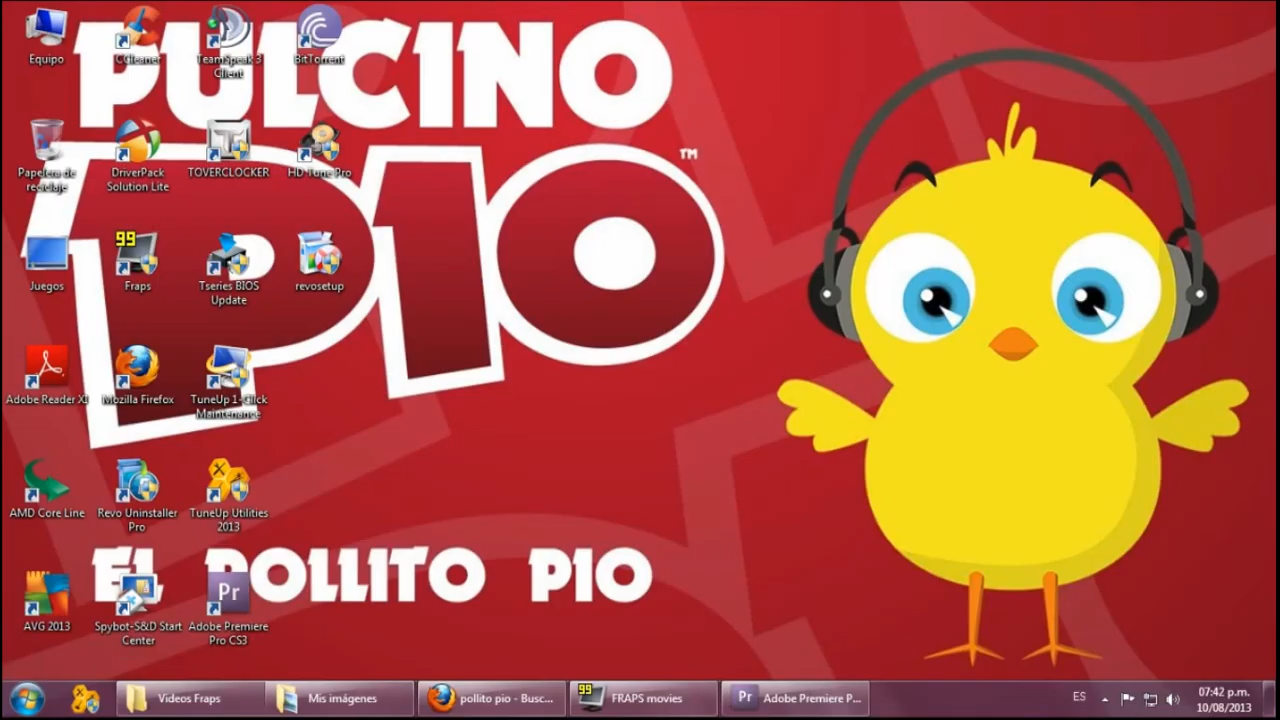 PULCINO
PIO™
EL POLLITO PIO
Equipo
CCleaner
TeamSpeak 3
Client
BitTorrent
Papelera de
reciclaje
DriverPack
Solution Lite
TOVERCLOCKER
HD Tune Pro
Juegos
99
Fraps
Tseries BIOS
Update
revosetup
Adobe Reader XI
Mozilla Firefox
TuneUp 1-Click
Maintenance
AMD Core Line
Revo Uninstaller
Pro
TuneUp Utilities
2013
AVG 2013
Spybot-S&D Start
Center
Pr
Adobe Premiere
Pro CS3
Videos Fraps
Mis imágenes
pollito pio - Busc...
99
FRAPS movies
Pr
Adobe Premiere P...
ES
07:42 p.m.
10/08/2013